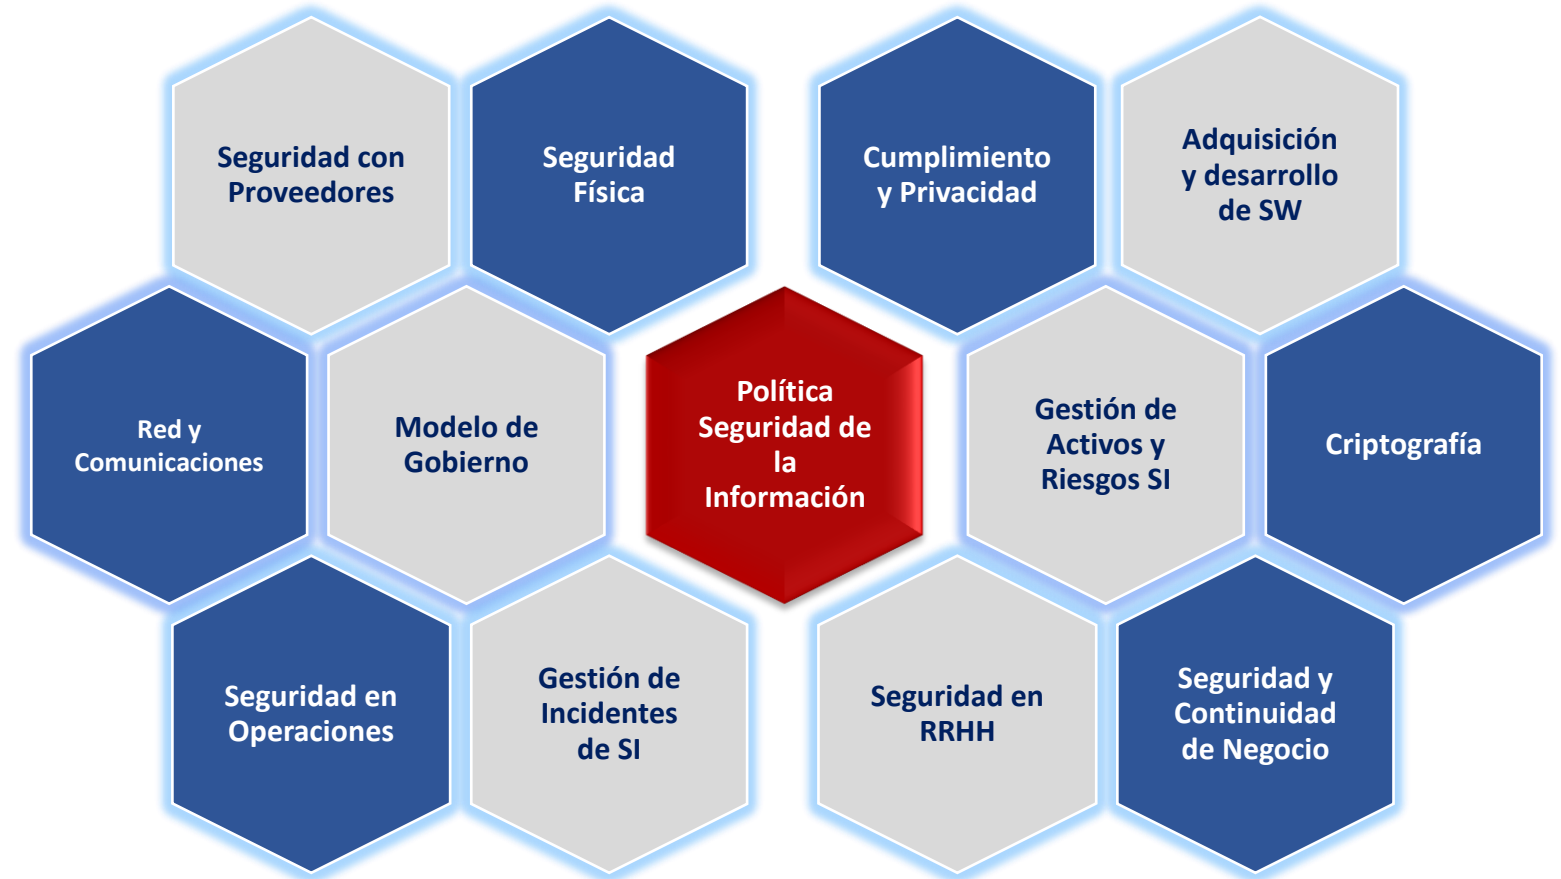 Seguridad con
Proveedores
Seguridad
Física
Cumplimiento
y Privacidad
Adquisición
y desarrollo
de SW
Red y
Comunicaciones
Modelo de
Gobierno
Política
Seguridad de
la
Información
Gestión de
Activos y
Riesgos SI
Criptografía
Seguridad en
Operaciones
Gestión de
Incidentes
de SI
Seguridad en
RRHH
Seguridad y
Continuidad
de Negocio